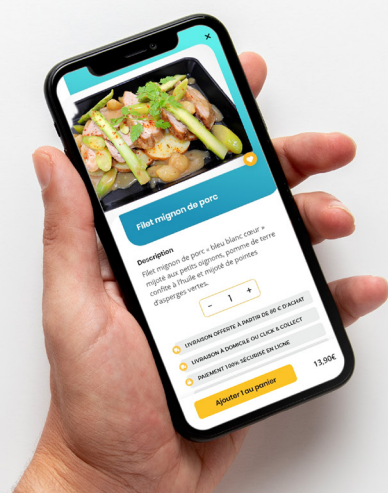 Filet mignon de porc
Description
Filet mignon de porc « bleu blanc cœur »
mijoté aux petits oignons, pomme de terre
confite à l'huile et mijoté de pointes
d'asperges vertes.
- 1 +
LIVRAISON OFFERTE À PARTIR DE 60 € D'ACHAT
LIVRAISON À DOMICILE OU CLICK & COLLECT
PAIEMENT 100% SÉCURISÉ EN LIGNE
13,90€
Ajouter 1 au panier